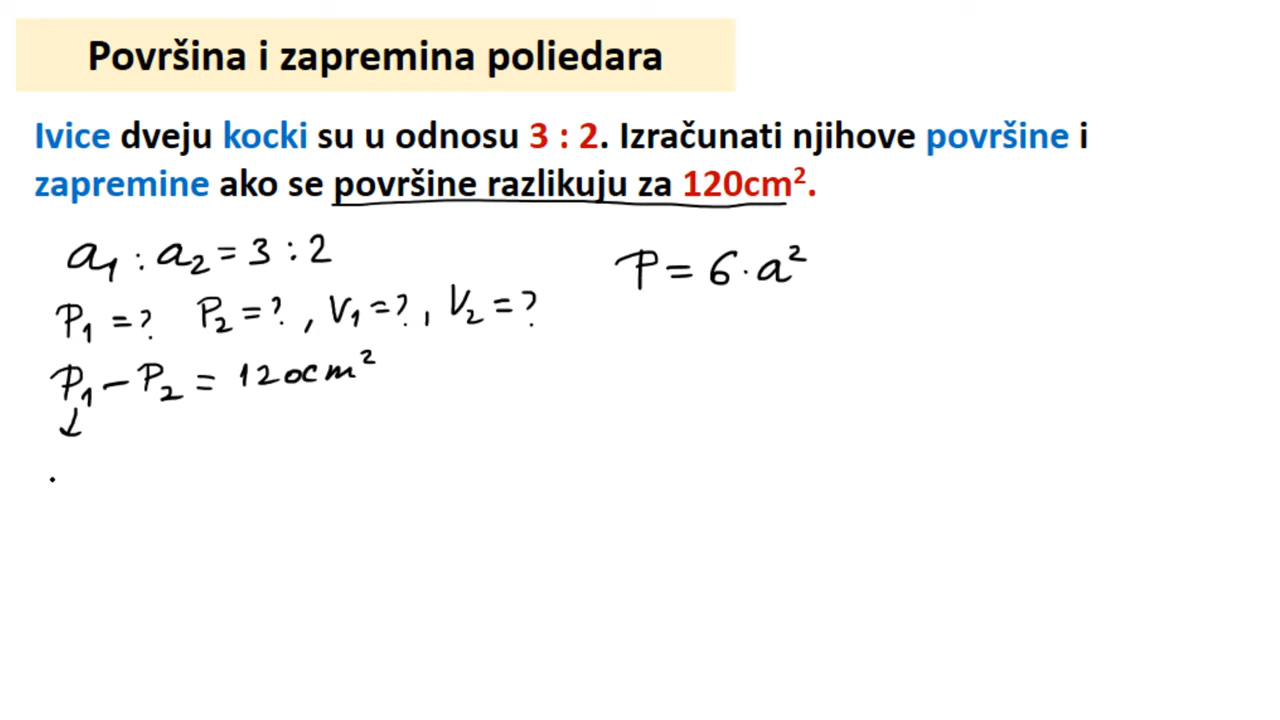 Površina i zapremina poliedara
Ivice dveju kocki su u odnosu 3 : 2. Izračunati njihove površine i
zapremine ako se površine razlikuju za 120cm².
a₁ : a₂ = 3 : 2
P = 6 · a²
P₁ = ? P₂ = ? , V₁ = ? , V₂ = ?
P₁ − P₂ = 120cm²
↓